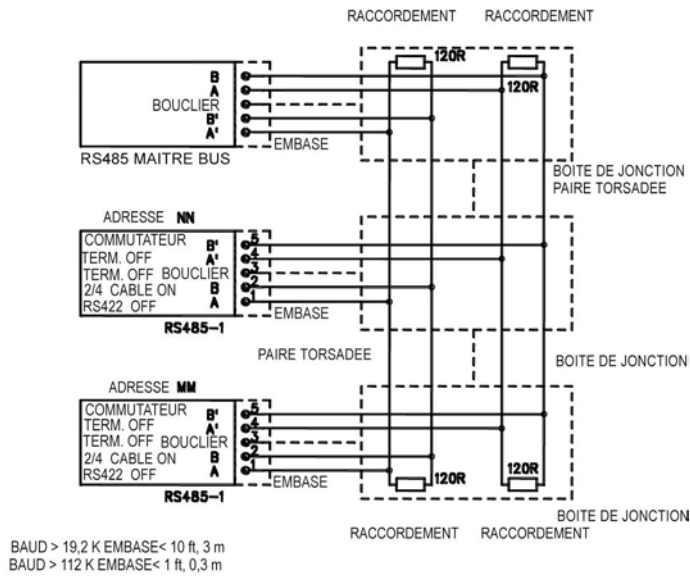 RACCORDEMENT RACCORDEMENT
120R
120R
B
A
BOUCLIER
B'
A'
EMBASE
RS485 MAITRE BUS
BOITE DE JONCTION
PAIRE TORSADEE
ADRESSE NN
COMMUTATEUR B' 5
TERM. OFF A' 4
TERM. OFF BOUCLIER 3
2/4 CABLE ON B 2
RS422 OFF A 1
EMBASE
RS485-1
PAIRE TORSADEE
BOITE DE JONCTION
ADRESSE MM
COMMUTATEUR B' 5
TERM. OFF A' 4
TERM. OFF BOUCLIER 3
2/4 CABLE ON B 2
RS422 OFF A 1
120R 120R
EMBASE
RS485-1
BOITE DE JONCTION
RACCORDEMENT RACCORDEMENT
BAUD > 19,2 K EMBASE< 10 ft, 3 m
BAUD > 112 K EMBASE< 1 ft, 0,3 m